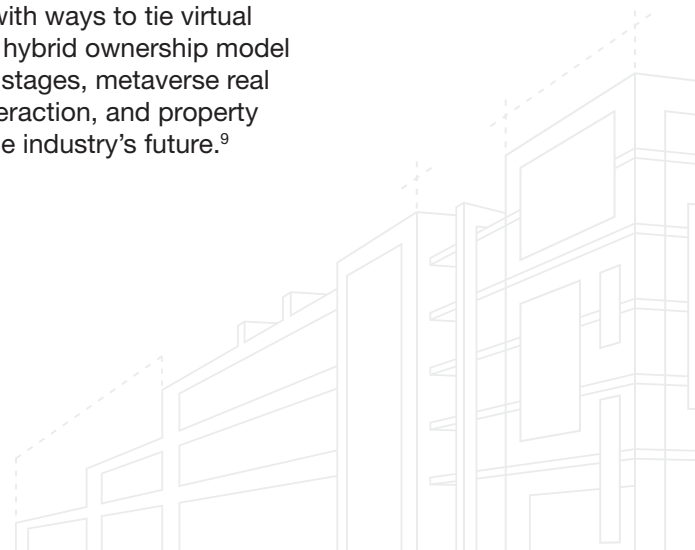 with ways to tie virtual
hybrid ownership model
stages, metaverse real
eraction, and property
e industry’s future.⁹